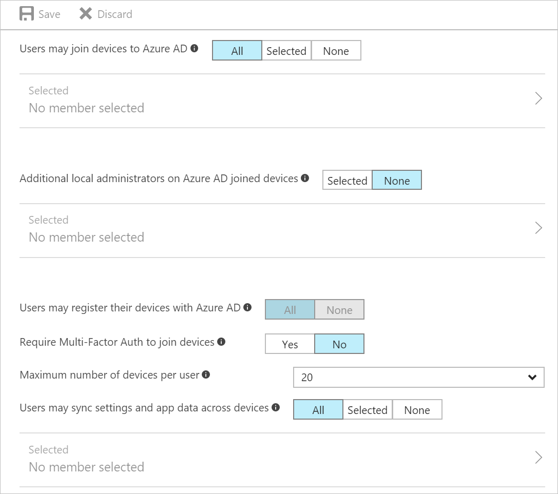 Save Discard
Users may join devices to Azure AD All Selected None
Selected
No member selected
Additional local administrators on Azure AD joined devices Selected None
Selected
No member selected
Users may register their devices with Azure AD All None
Require Multi-Factor Auth to join devices Yes No
Maximum number of devices per user 20
Users may sync settings and app data across devices All Selected None
Selected
No member selected